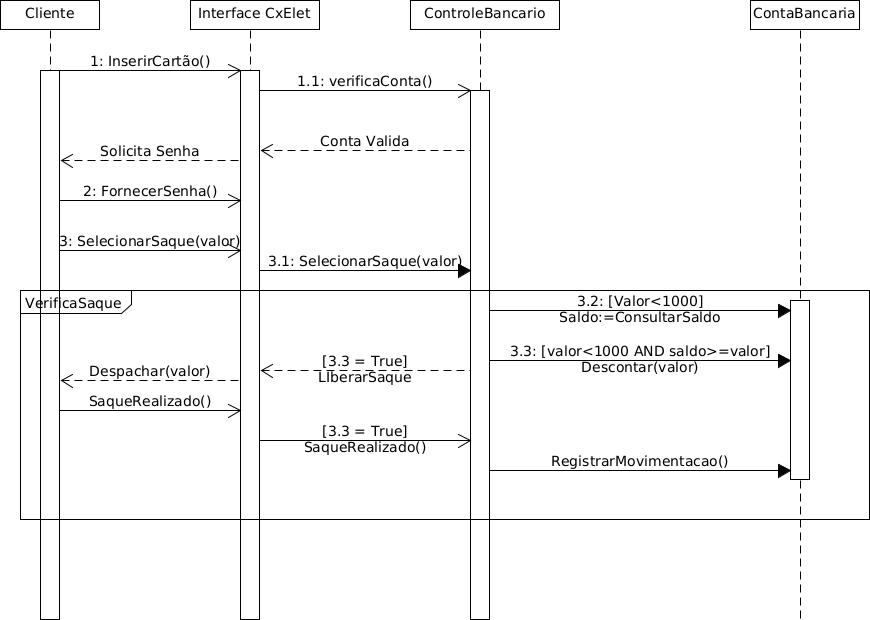 Cliente
Interface CxElet
ControleBancario
ContaBancaria
1: InserirCartão()
1.1: verificaConta()
Conta Valida
Solicita Senha
2: FornecerSenha()
3: SelecionarSaque(valor)
3.1: SelecionarSaque(valor)
VerificaSaque
3.2: [Valor<1000]
Saldo:=ConsultarSaldo
3.3: [valor<1000 AND saldo>=valor]
Descontar(valor)
[3.3 = True]
LIberarSaque
Despachar(valor)
SaqueRealizado()
[3.3 = True]
SaqueRealizado()
RegistrarMovimentacao()